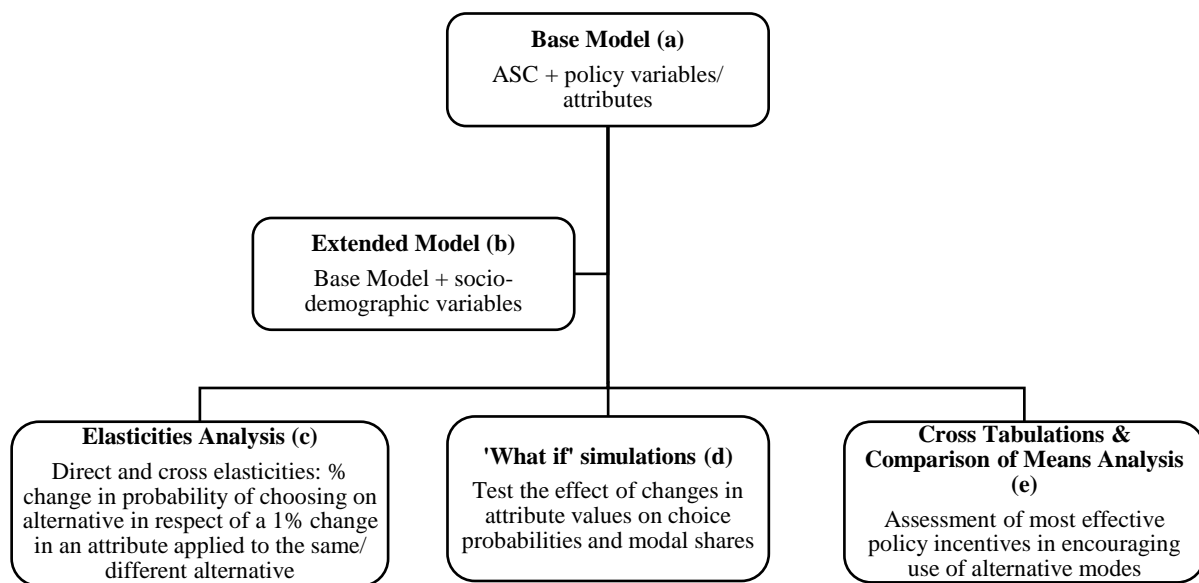 Base Model (a)
ASC + policy variables/
attributes
Extended Model (b)
Base Model + socio-
demographic variables
Elasticities Analysis (c)
Direct and cross elasticities: %
change in probability of choosing on
alternative in respect of a 1% change
in an attribute applied to the same/
different alternative
'What if' simulations (d)
Test the effect of changes in
attribute values on choice
probabilities and modal shares
Cross Tabulations &
Comparison of Means Analysis
(e)
Assessment of most effective
policy incentives in encouraging
use of alternative modes